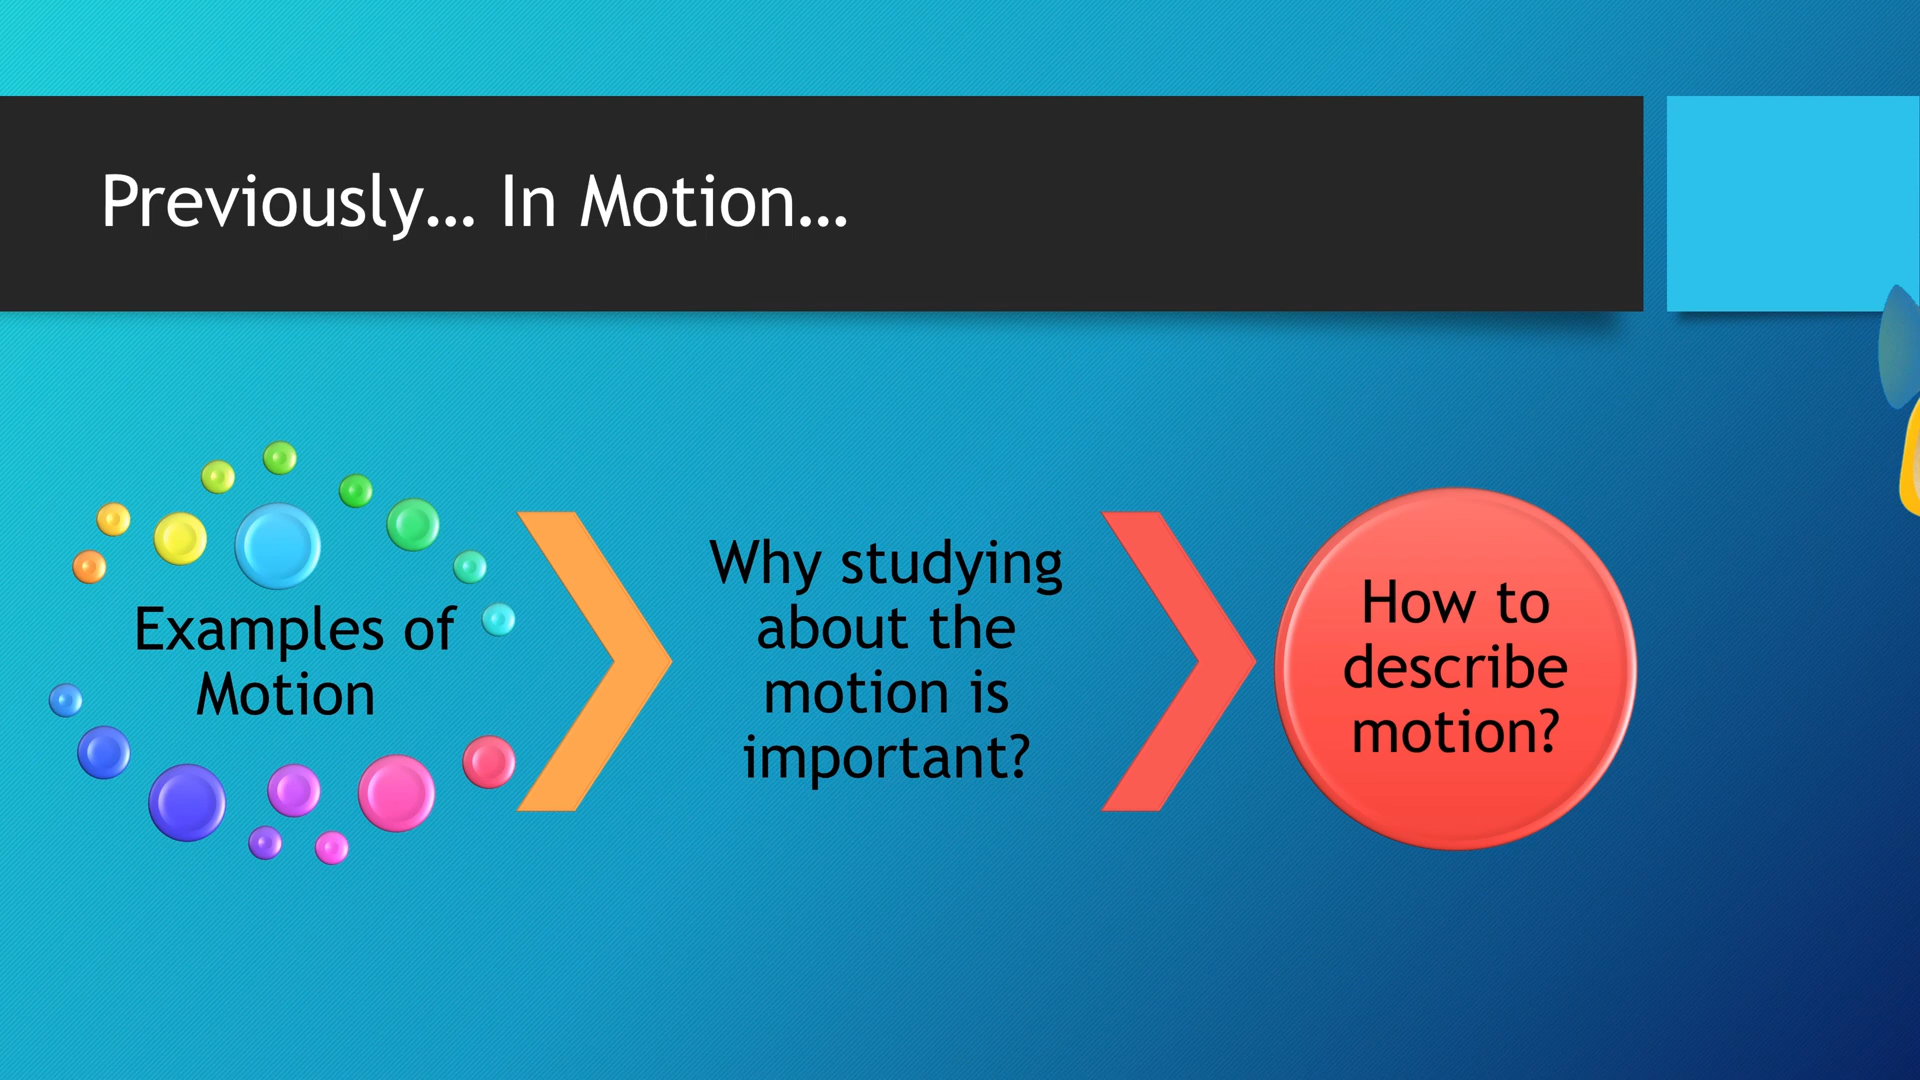 Previously... In Motion...
Examples of
Motion
Why studying
about the
motion is
important?
How to
describe
motion?